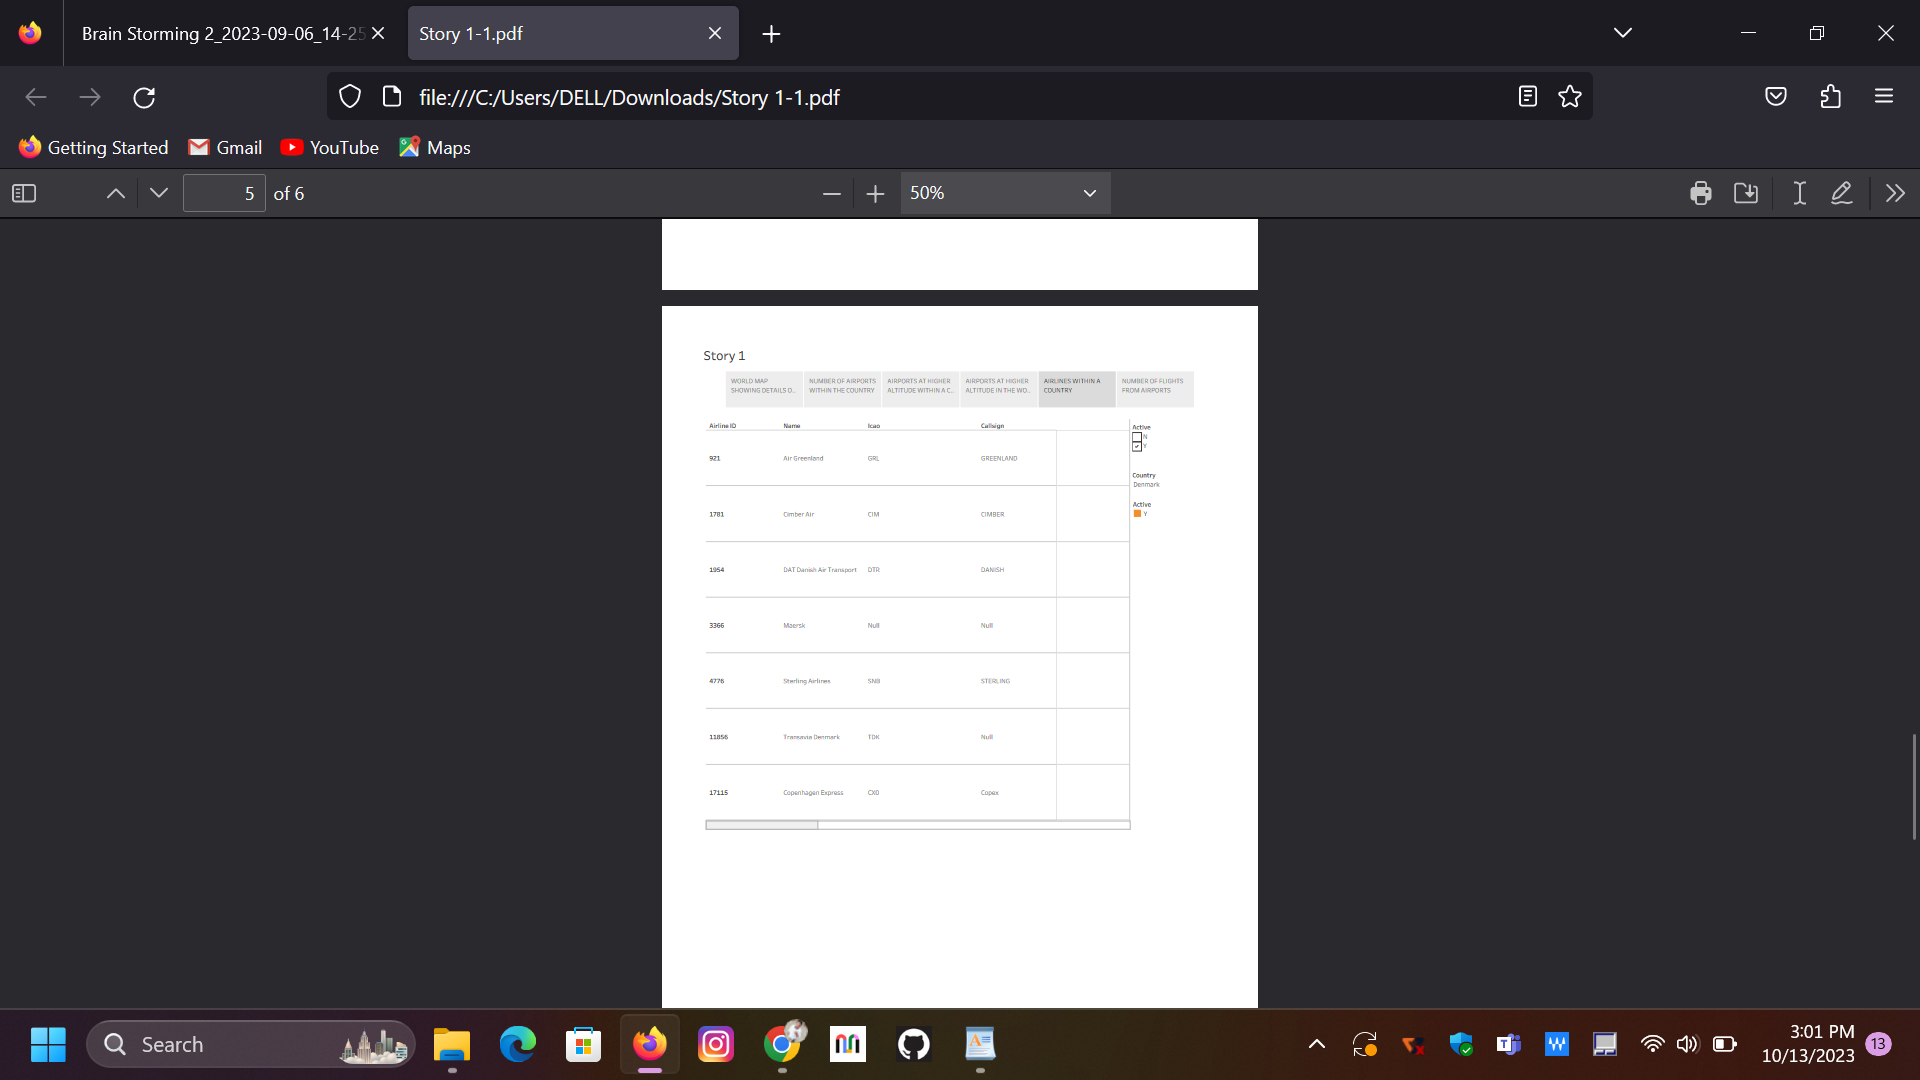 Brain Storming 2_2023-09-06_14-25
Story 1-1.pdf
file:///C:/Users/DELL/Downloads/Story 1-1.pdf
Getting Started Gmail YouTube Maps
5 of 6 50%
Story 1
WORLD MAP SHOWING DETAILS O...
NUMBER OF AIRPORTS WITHIN THE COUNTRY
AIRPORTS AT HIGHER ALTITUDE WITHIN A C...
AIRPORTS AT HIGHER ALTITUDE IN THE WO...
AIRLINES WITHIN A COUNTRY
NUMBER OF FLIGHTS FROM AIRPORTS
Airline ID Name Icao Callsign
921 Air Greenland GRL GREENLAND
1781 Cimber Air CIM CIMBER
1954 DAT Danish Air Transport DTR DANISH
3366 Maersk Null Null
4776 Sterling Airlines SNB STERLING
11856 Transavia Denmark TDK Null
17115 Copenhagen Express CX0 Copex
Active
N
Y
Country
Denmark
Active
Y
Search
3:01 PM
10/13/2023
13